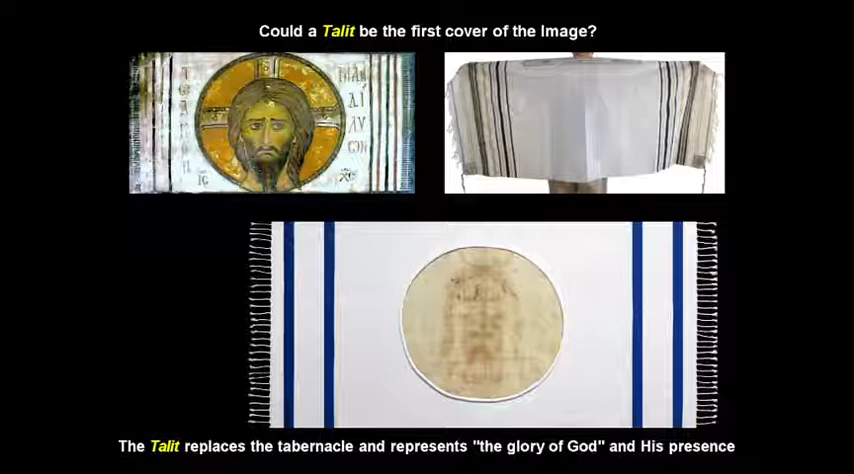 Could a Talit be the first cover of the Image?
The Talit replaces the tabernacle and represents "the glory of God" and His presence